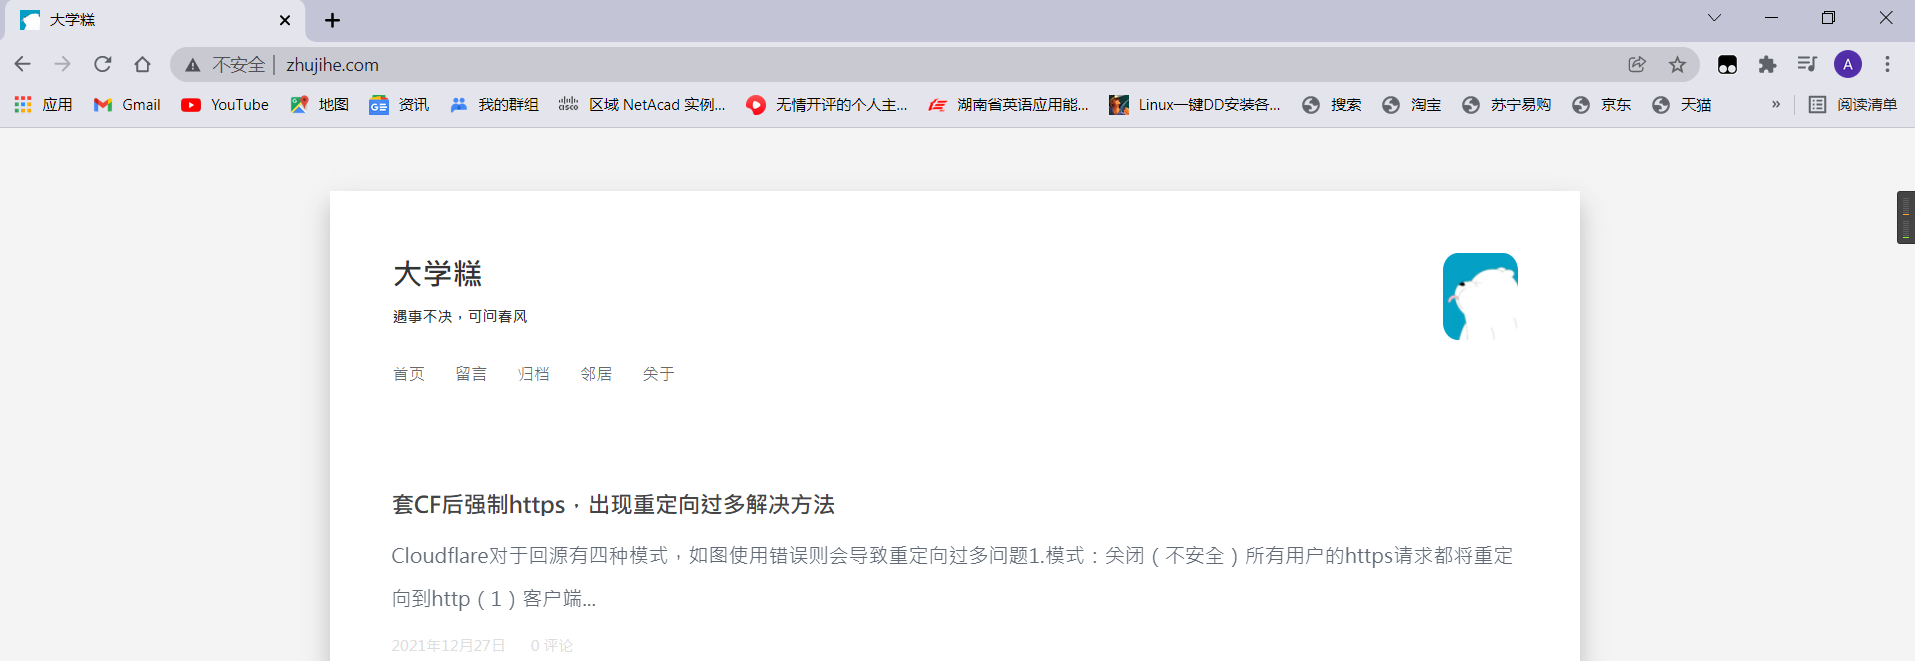 大学糕
不安全 | zhujihe.com
A
应用 Gmail YouTube 地图 资讯 我的群组 区域 NetAcad 实例... 无情开评的个人主... 湖南省英语应用能... Linux一键DD安装各... 搜索 淘宝 苏宁易购 京东 天猫 » 阅读清单
大学糕
遇事不决，可问春风
首页 留言 归档 邻居 关于
套CF后强制https，出现重定向过多解决方法
Cloudflare对于回源有四种模式，如图使用错误则会导致重定向过多问题1.模式：关闭（不安全）所有用户的https请求都将重定
向到http（1）客户端...
2021年12月27日 0 评论